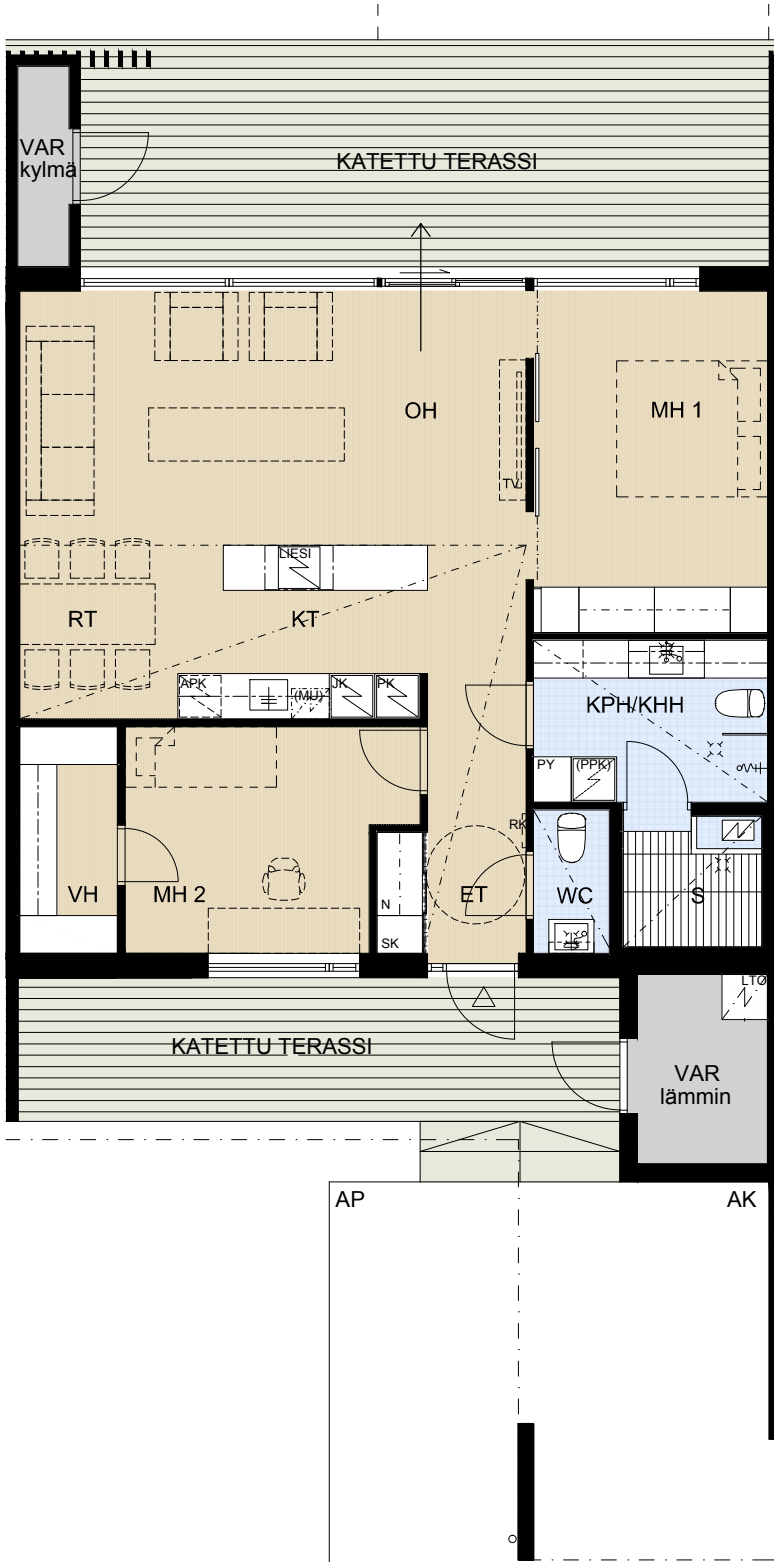 VAR
kylmä
KATETTU TERASSI
OH
MH 1
TV
LIESI
RT
KT
APK
(MU)
JK
PK
KPH/KHH
PY
(PPK)
RK
VH
MH 2
N
SK
ET
WC
S
LTO
KATETTU TERASSI
VAR
lämmin
AP
AK